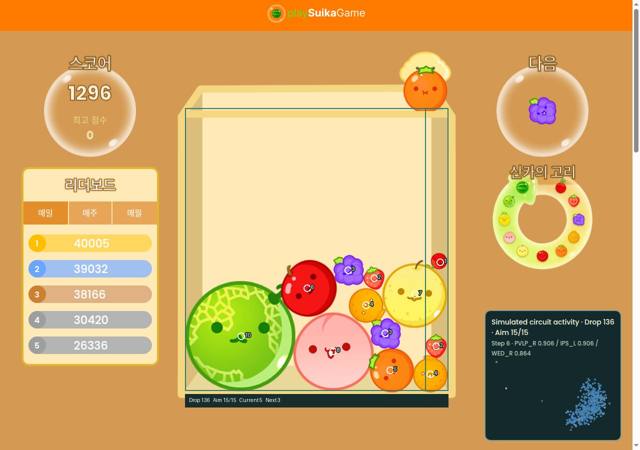 playSuikaGame
스코어
1296
최고 점수
0
리더보드
매일
매주
매월
1 40005
2 39032
3 38166
4 30420
5 26336
다음
산카의 고리
Simulated circuit activity · Drop 136
· Aim 15/15
Step 6 · PVLP_R 0.906 / IPS_L 0.906 /
WED_R 0.864
Drop 136 Aim 15/15 Current 5 Next 3